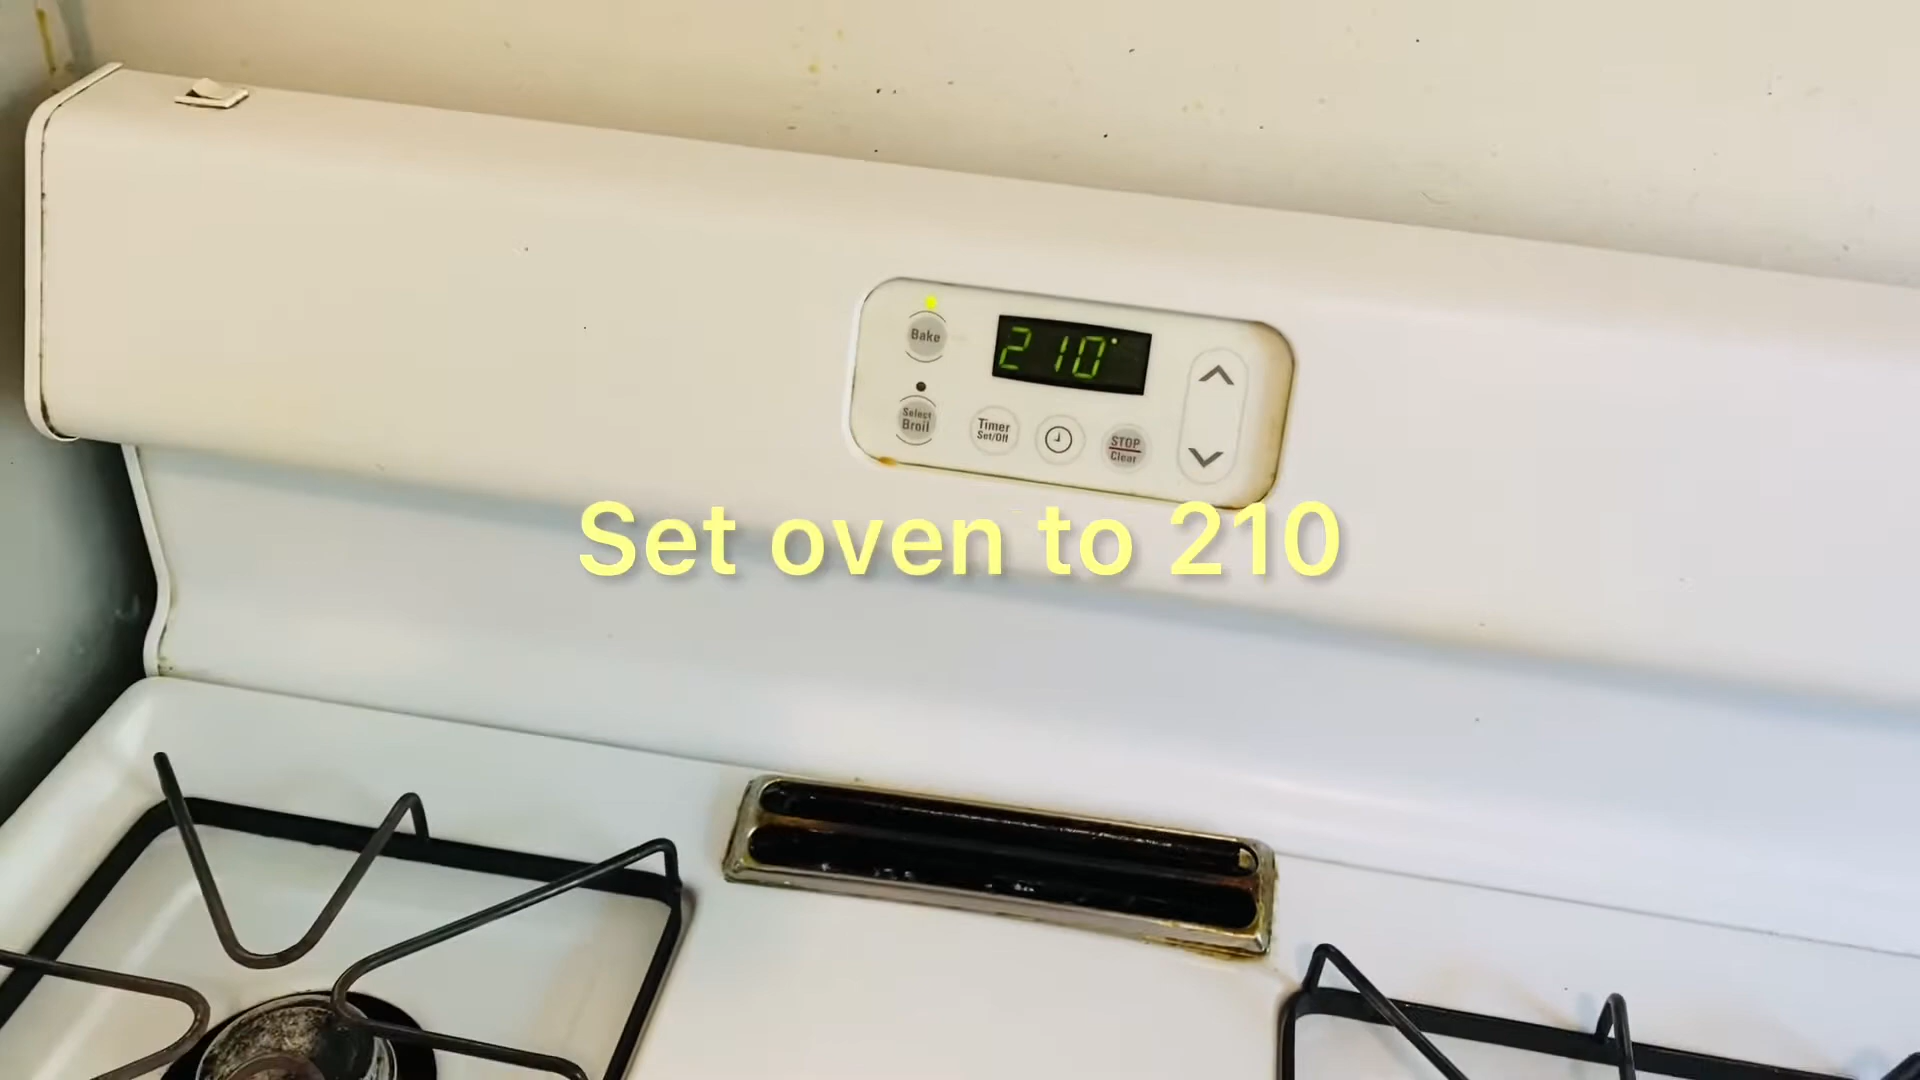 Bake
210°
Select
Broil
Timer
Set/Off
STOP
Clear
Set oven to 210